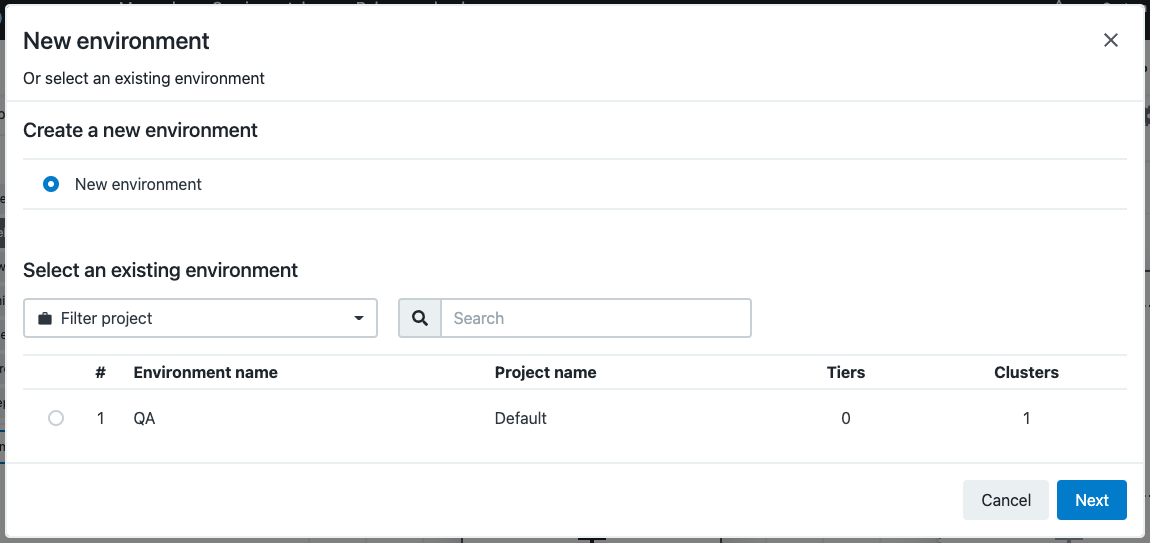 New environment
Or select an existing environment
Create a new environment
New environment
Select an existing environment
Filter project
Search
# Environment name Project name Tiers Clusters
1 QA Default 0 1
Cancel Next